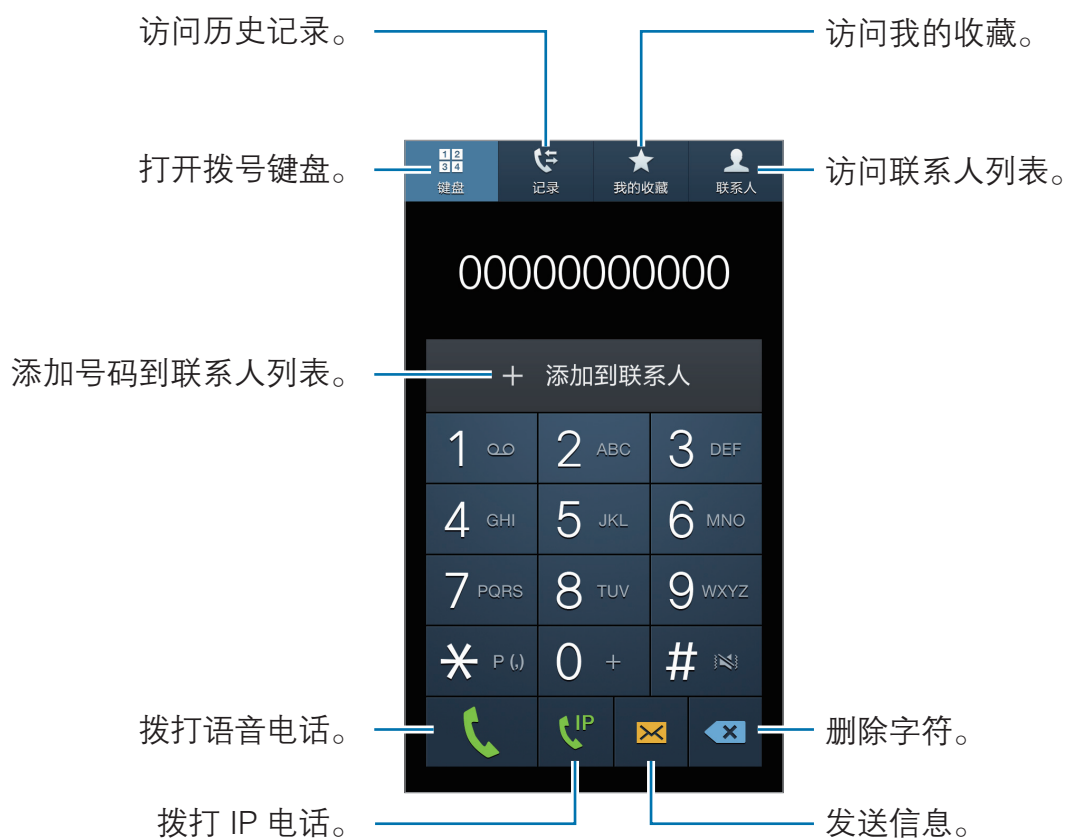 访问历史记录。
访问我的收藏。
打开拨号键盘。
1 2
3 4
键盘
记录
我的收藏
联系人
访问联系人列表。
00000000000
添加号码到联系人列表。
+ 添加到联系人
1
2 ABC
3 DEF
4 GHI
5 JKL
6 MNO
7 PQRS
8 TUV
9 WXYZ
* P (,)
0 +
#
拨打语音电话。
IP
删除字符。
拨打 IP 电话。
发送信息。